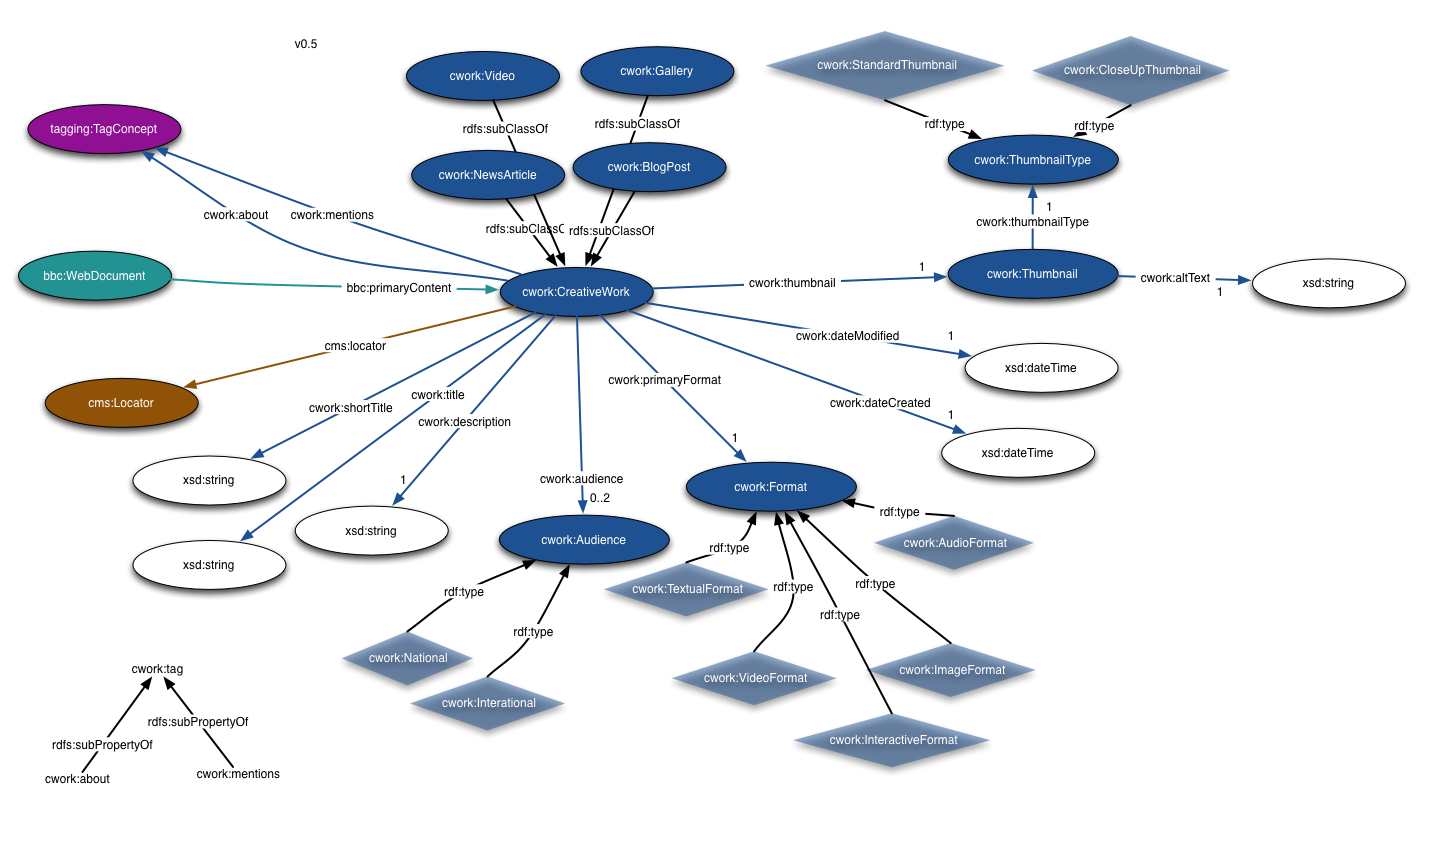 v0.5
cwork:Video
cwork:Gallery
cwork:StandardThumbnail
cwork:CloseUpThumbnail
rdfs:subClassOf
rdfs:subClassOf
rdf:type
rdf:type
tagging:TagConcept
cwork:NewsArticle
cwork:BlogPost
cwork:ThumbnailType
cwork:about
cwork:mentions
rdfs:subClassC
rdfs:subClassOf
1
cwork:thumbnailType
bbc:WebDocument
bbc:primaryContent
cwork:CreativeWork
cwork:thumbnail
1
cwork:Thumbnail
cwork:altText
1
xsd:string
cms:locator
cwork:dateModified
1
xsd:dateTime
cms:Locator
cwork:shortTitle
cwork:title
cwork:description
cwork:primaryFormat
1
cwork:dateCreated
1
xsd:dateTime
xsd:string
1
xsd:string
xsd:string
cwork:audience
0..2
cwork:Audience
cwork:Format
rdf:type
cwork:AudioFormat
rdf:type
cwork:TextualFormat
rdf:type
rdf:type
rdf:type
rdf:type
rdf:type
cwork:National
cwork:Interational
cwork:VideoFormat
cwork:ImageFormat
cwork:InteractiveFormat
cwork:tag
rdfs:subPropertyOf
rdfs:subPropertyOf
cwork:about
cwork:mentions